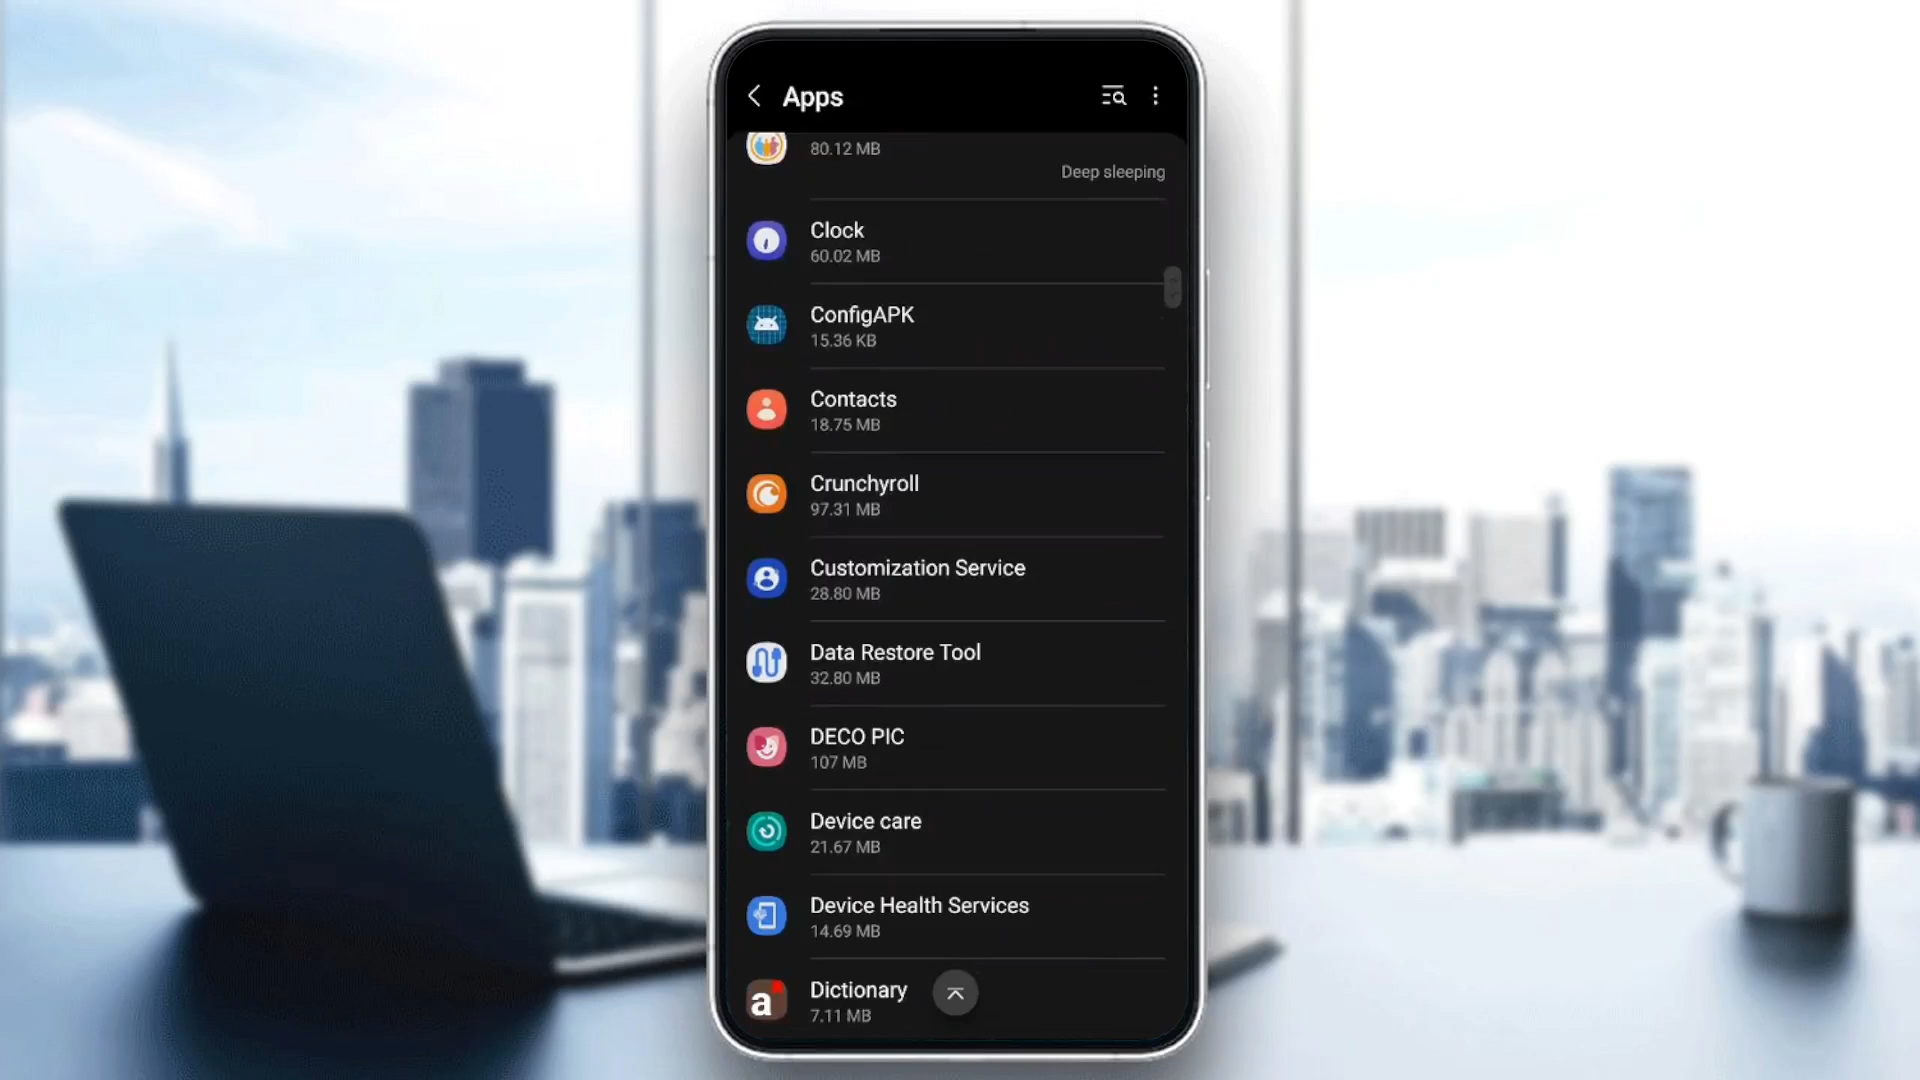 Apps
80.12 MB
Deep sleeping
Clock
60.02 MB
ConfigAPK
15.36 KB
Contacts
18.75 MB
Crunchyroll
97.31 MB
Customization Service
28.80 MB
Data Restore Tool
32.80 MB
DECO PIC
107 MB
Device care
21.67 MB
Device Health Services
14.69 MB
a
Dictionary
7.11 MB